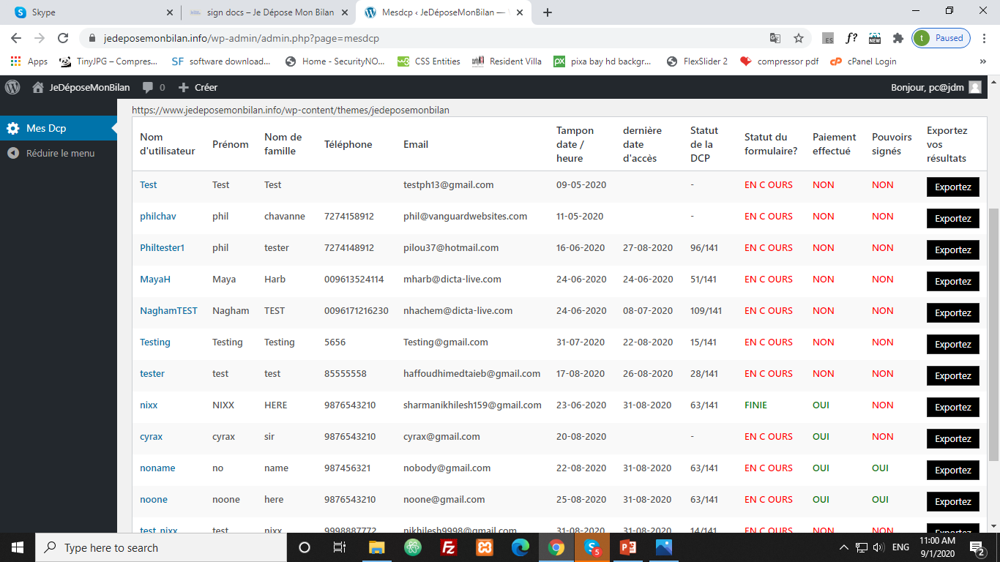 Skype
sign docs – Je Dépose Mon Bilan
Mesdcp ‹ JeDéposeMonBilan —
jedeposemonbilan.info/wp-admin/admin.php?page=mesdcp
ES
f?
NEW
t Paused
Apps
TinyJPG – Compres...
SF software download...
Home - SecurityNO...
w3 CSS Entities
Resident Villa
px pixa bay hd backgr...
FlexSlider 2
compressor pdf
cP cPanel Login
»
JeDéposeMonBilan 0 Créer
Bonjour, pc@jdm
Mes Dcp
Réduire le menu
https://www.jedeposemonbilan.info/wp-content/themes/jedeposemonbilan
Nom d'utilisateur Prénom Nom de famille Téléphone Email Tampon date / heure dernière date d'accès Statut de la DCP Statut du formulaire? Paiement effectué Pouvoirs signés Exportez vos résultats
Test Test Test testph13@gmail.com 09-05-2020 - EN C OURS NON NON Exportez
philchav phil chavanne 7274158912 phil@vanguardwebsites.com 11-05-2020 - EN C OURS NON NON Exportez
Philtester1 phil tester 7274148912 pilou37@hotmail.com 16-06-2020 27-08-2020 96/141 EN C OURS NON NON Exportez
MayaH Maya Harb 009613524114 mharb@dicta-live.com 24-06-2020 24-06-2020 51/141 EN C OURS NON NON Exportez
NaghamTEST Nagham TEST 0096171216230 nhachem@dicta-live.com 24-06-2020 08-07-2020 109/141 EN C OURS NON NON Exportez
Testing Testing Testing 5656 Testing@gmail.com 31-07-2020 22-08-2020 15/141 EN C OURS NON NON Exportez
tester test test 85555558 haffoudhimedtaieb@gmail.com 17-08-2020 26-08-2020 28/141 EN C OURS NON NON Exportez
nixx NIXX HERE 9876543210 sharmanikhilesh159@gmail.com 23-06-2020 31-08-2020 63/141 FINIE OUI NON Exportez
cyrax cyrax sir 9876543210 cyrax@gmail.com 20-08-2020 - EN C OURS OUI NON Exportez
noname no name 987456321 nobody@gmail.com 22-08-2020 31-08-2020 63/141 EN C OURS OUI OUI Exportez
noone noone here 9876543210 noone@gmail.com 25-08-2020 31-08-2020 63/141 EN C OURS OUI OUI Exportez
test_nixx test nixx 9998887772 nikhilesh9998@gmail.com 31-08-2020 31-08-2020 14/141 EN C OURS NON NON Exportez
Type here to search
5
ENG
11:00 AM
9/1/2020
2